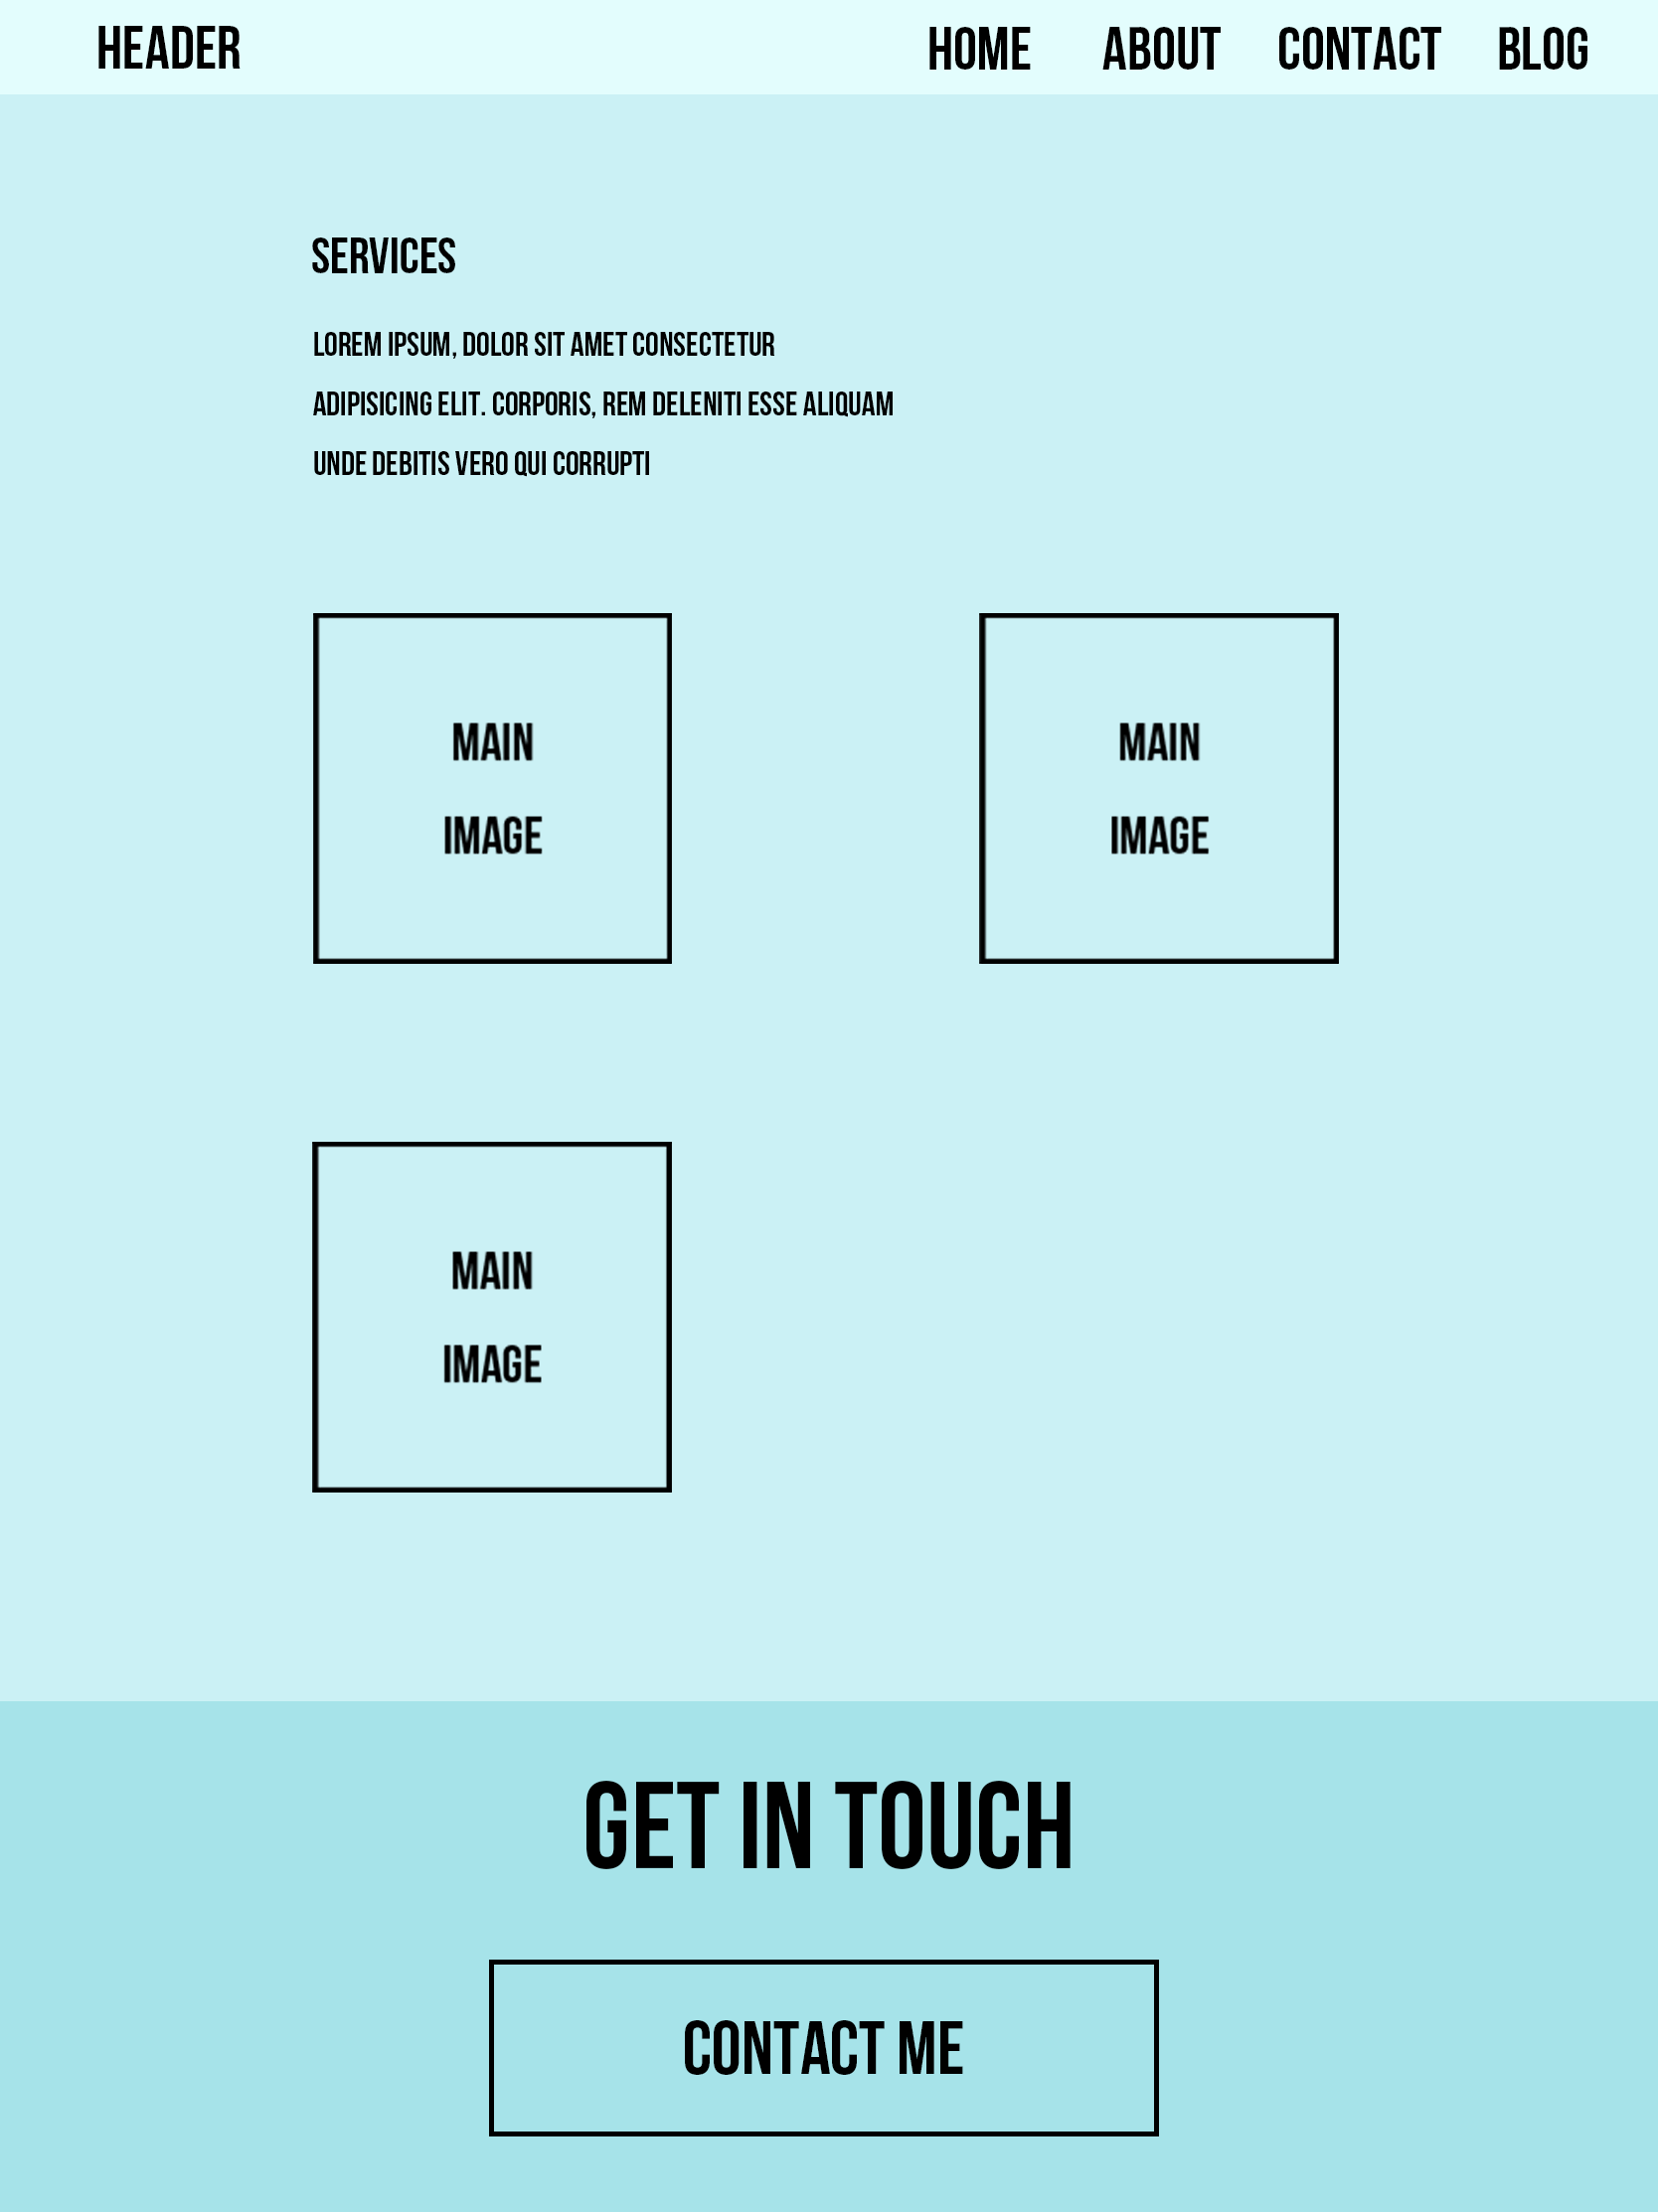 HEADER HOME ABOUT CONTACT BLOG
SERVICES
LOREM IPSUM, DOLOR SIT AMET CONSECTETUR
ADIPISICING ELIT. CORPORIS, REM DELENITI ESSE ALIQUAM
UNDE DEBITIS VERO QUI CORRUPTI
MAIN
IMAGE
MAIN
IMAGE
MAIN
IMAGE
GET IN TOUCH
CONTACT ME